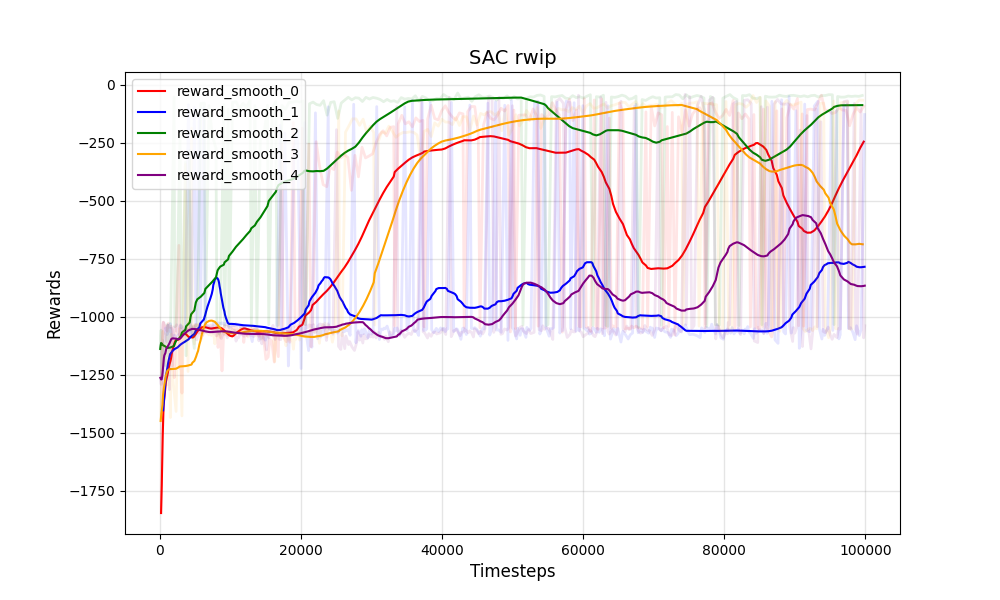 SAC rwip
reward_smooth_0
reward_smooth_1
reward_smooth_2
reward_smooth_3
reward_smooth_4
Rewards
0
−250
−500
−750
−1000
−1250
−1500
−1750
0 20000 40000 60000 80000 100000
Timesteps